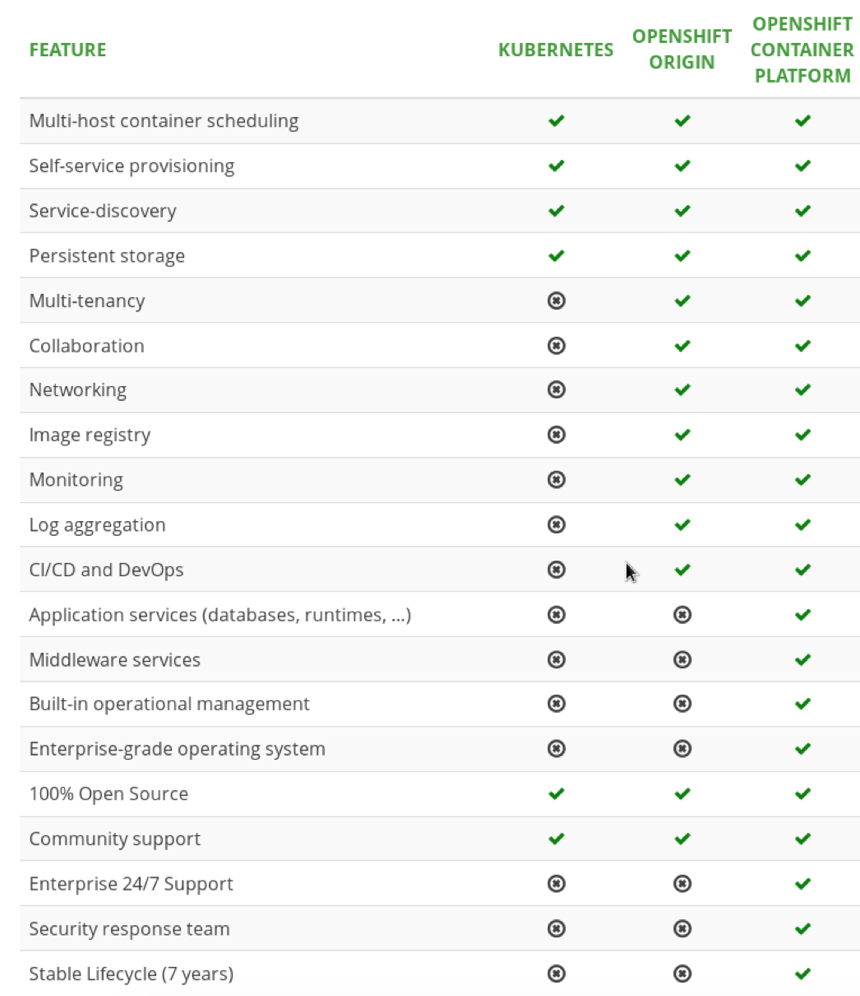 FEATURE
KUBERNETES
OPENSHIFT
ORIGIN
OPENSHIFT
CONTAINER
PLATFORM
Multi-host container scheduling
Self-service provisioning
Service-discovery
Persistent storage
Multi-tenancy
Collaboration
Networking
Image registry
Monitoring
Log aggregation
CI/CD and DevOps
Application services (databases, runtimes, ...)
Middleware services
Built-in operational management
Enterprise-grade operating system
100% Open Source
Community support
Enterprise 24/7 Support
Security response team
Stable Lifecycle (7 years)